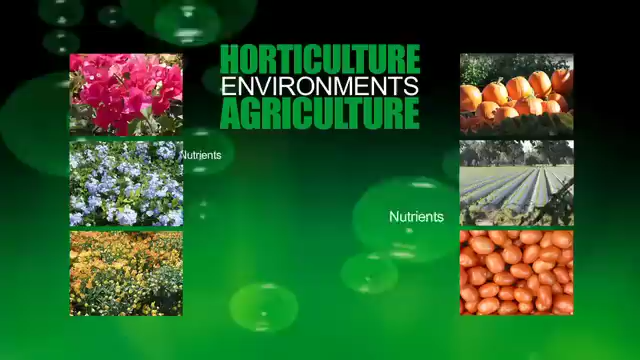 HORTICULTURE
ENVIRONMENTS
AGRICULTURE
Nutrients
Nutrients